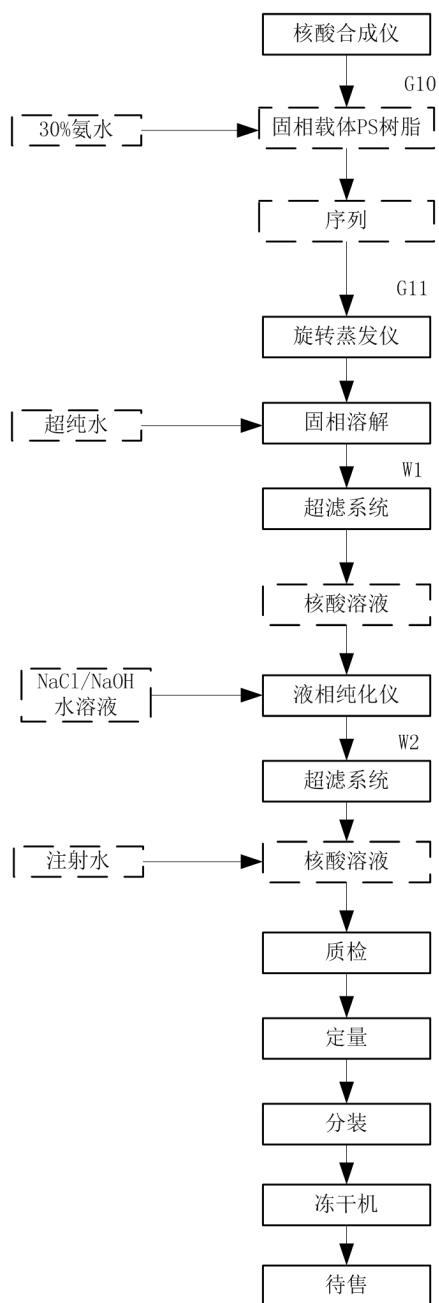 核酸合成仪
G10
30%氨水
固相载体PS树脂
序列
G11
旋转蒸发仪
超纯水
固相溶解
W1
超滤系统
核酸溶液
NaCl/NaOH
水溶液
液相纯化仪
W2
超滤系统
注射水
核酸溶液
质检
定量
分装
冻干机
待售